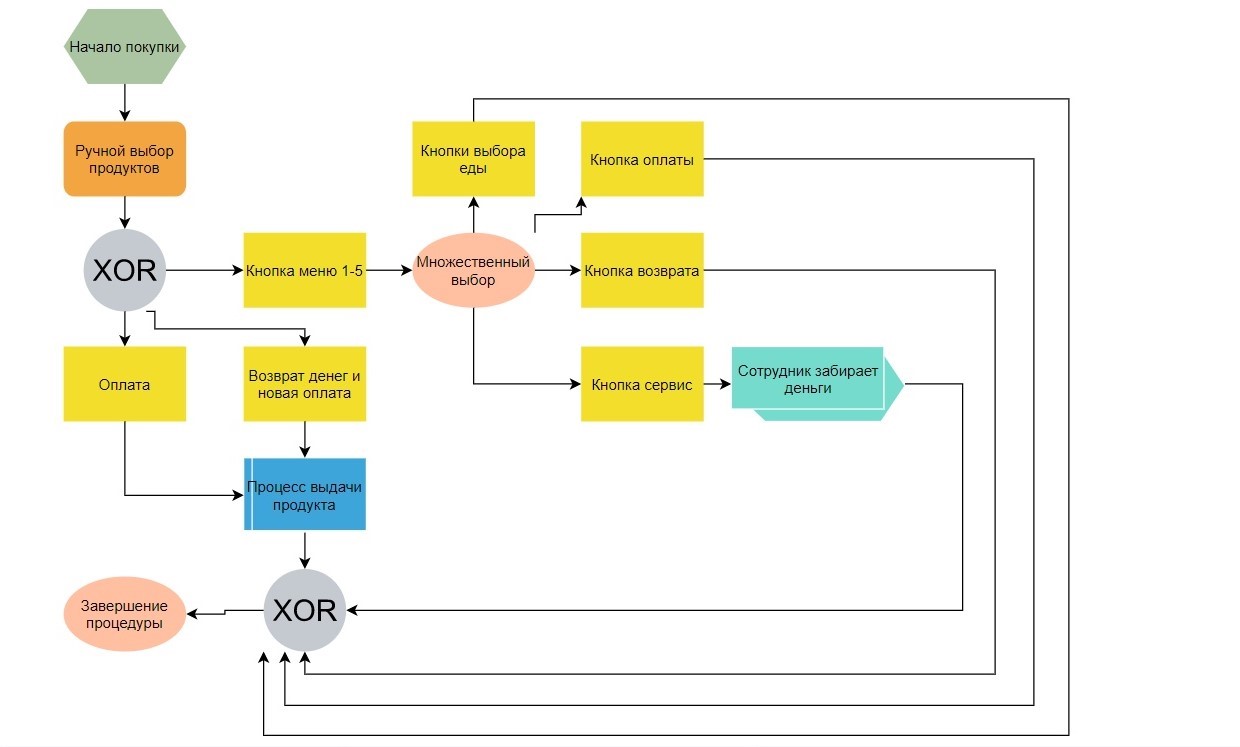 Начало покупки
Ручной выбор
продуктов
Кнопки выбора
еды
Кнопка оплаты
XOR
Кнопка меню 1-5
Множественный
выбор
Кнопка возврата
Оплата
Возврат денег и
новая оплата
Кнопка сервис
Сотрудник забирает
деньги
Процесс выдачи
продукта
Завершение
процедуры
XOR